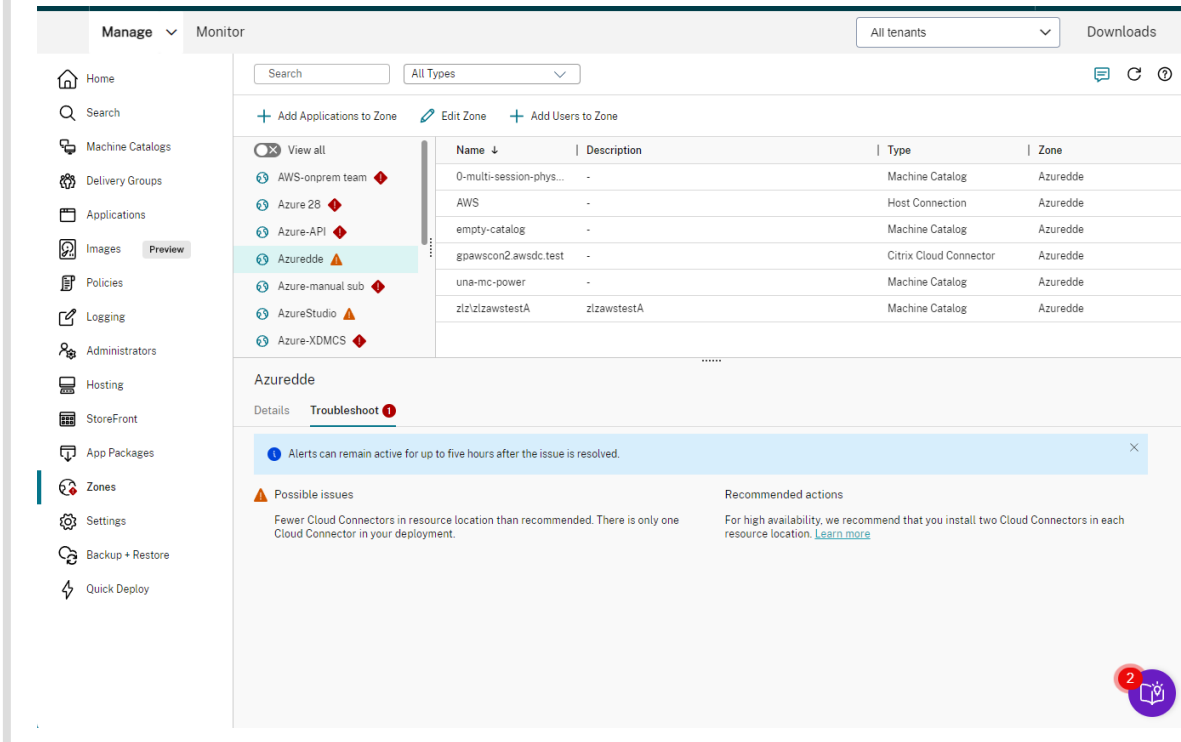 Manage Monitor All tenants Downloads
Home
Search
Machine Catalogs
Delivery Groups
Applications
Images Preview
Policies
Logging
Administrators
Hosting
StoreFront
App Packages
Zones
Settings
Backup + Restore
Quick Deploy
Search All Types
Add Applications to Zone Edit Zone Add Users to Zone
View all
AWS-onprem team
Azure 28
Azure-API
Azuredde
Azure-manual sub
AzureStudio
Azure-XDMCS
Name ↓ Description Type Zone
0-multi-session-phys... - Machine Catalog Azuredde
AWS - Host Connection Azuredde
empty-catalog - Machine Catalog Azuredde
gpawscon2.awsdc.test - Citrix Cloud Connector Azuredde
una-mc-power - Machine Catalog Azuredde
zlz\zlzawstestA zlzawstestA Machine Catalog Azuredde
Azuredde
Details Troubleshoot 1
Alerts can remain active for up to five hours after the issue is resolved.
Possible issues
Fewer Cloud Connectors in resource location than recommended. There is only one
Cloud Connector in your deployment.
Recommended actions
For high availability, we recommend that you install two Cloud Connectors in each
resource location. Learn more
2